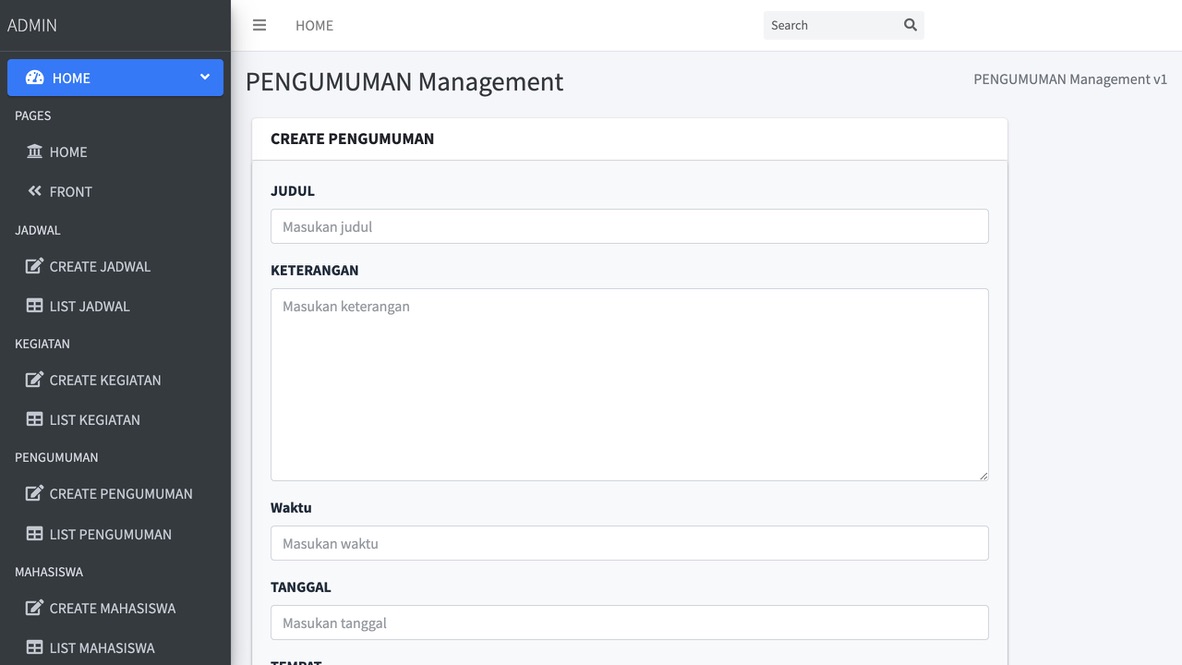 ADMIN
HOME
PAGES
HOME
FRONT
JADWAL
CREATE JADWAL
LIST JADWAL
KEGIATAN
CREATE KEGIATAN
LIST KEGIATAN
PENGUMUMAN
CREATE PENGUMUMAN
LIST PENGUMUMAN
MAHASISWA
CREATE MAHASISWA
LIST MAHASISWA
HOME
Search
PENGUMUMAN Management
PENGUMUMAN Management v1
CREATE PENGUMUMAN
JUDUL
Masukan judul
KETERANGAN
Masukan keterangan
Waktu
Masukan waktu
TANGGAL
Masukan tanggal
TEMPAT